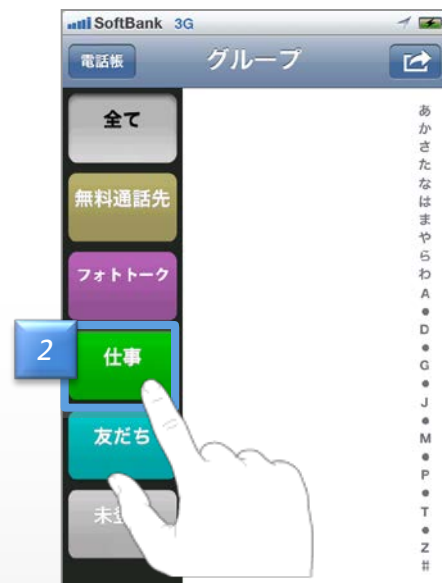 SoftBank 3G
電話帳
グループ
全て
無料通話先
フォトトーク
2
仕事
友だち
未
あ
か
さ
た
な
は
ま
や
ら
わ
A
●
D
●
G
●
J
●
M
●
P
●
T
●
Z
#